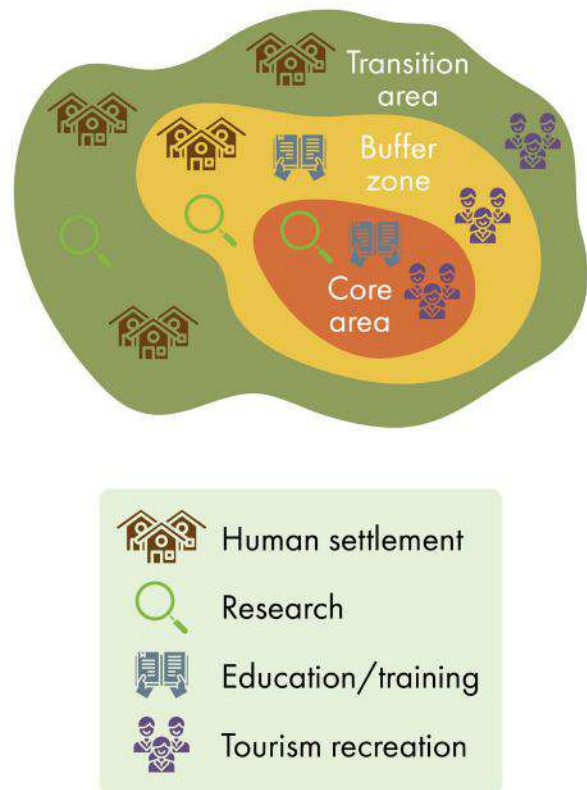 Transition
area
Buffer
zone
Core
area
Human settlement
Research
Education/training
Tourism recreation